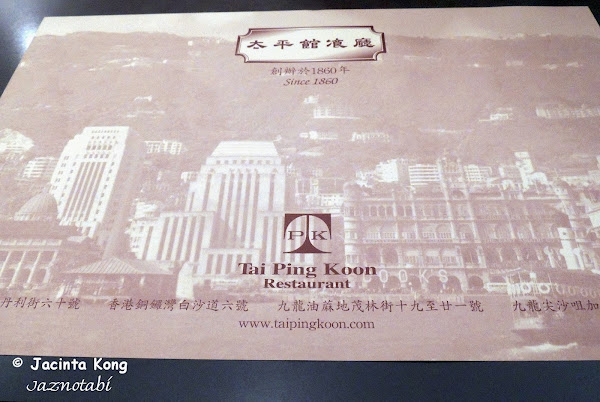 太平館飡廳
創辦於1860年
Since 1860
TPK
Tai Ping Koon
Restaurant
丹利街六十號 香港銅鑼灣白沙道六號 九龍油蔴地茂林街十九至廿一號 九龍尖沙咀加
www.taipingkoon.com
© Jacinta Kong
Jaznotabi